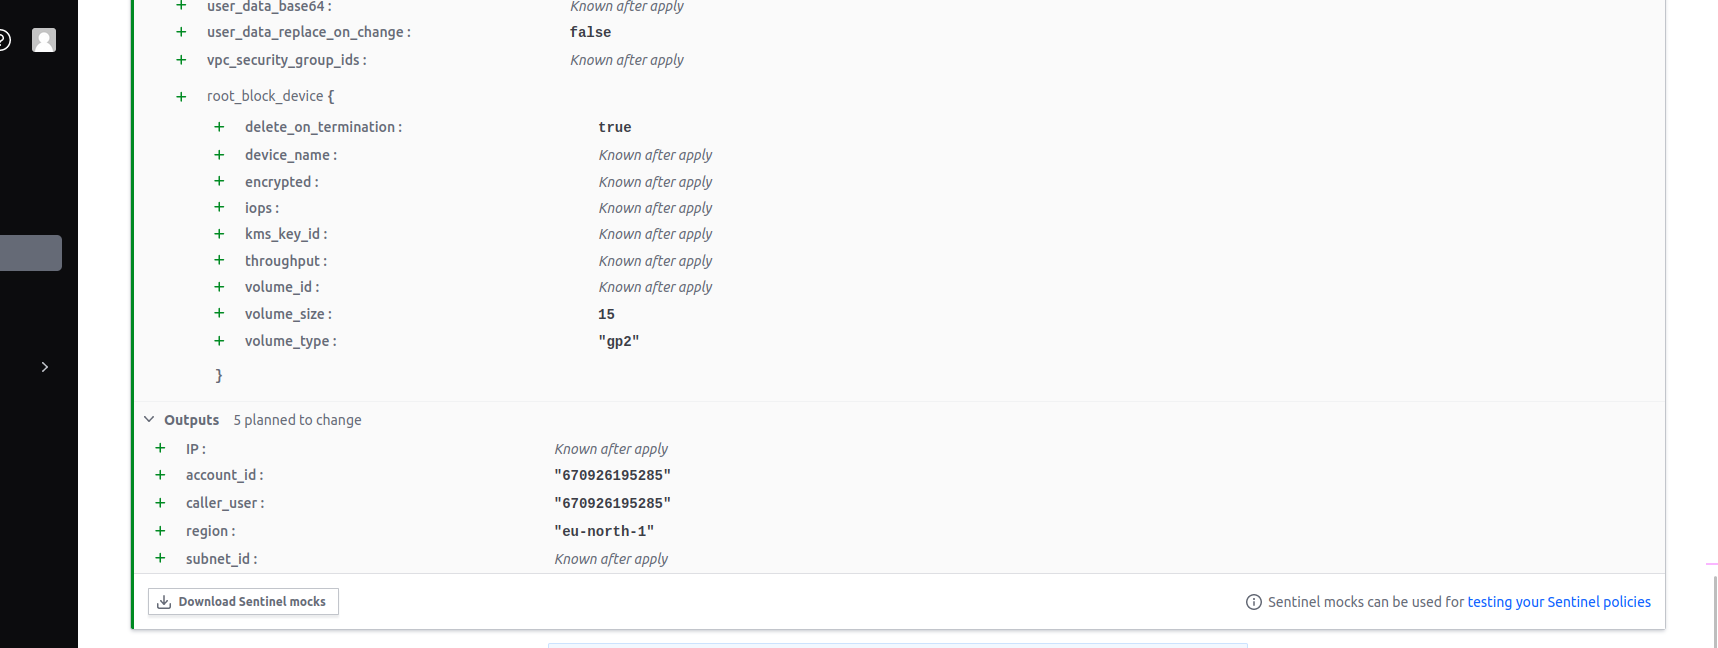 + user_data_base64 : Known after apply
+ user_data_replace_on_change : false
+ vpc_security_group_ids : Known after apply
+ root_block_device {
+ delete_on_termination : true
+ device_name : Known after apply
+ encrypted : Known after apply
+ iops : Known after apply
+ kms_key_id : Known after apply
+ throughput : Known after apply
+ volume_id : Known after apply
+ volume_size : 15
+ volume_type : "gp2"
}
Outputs 5 planned to change
+ IP : Known after apply
+ account_id : "670926195285"
+ caller_user : "670926195285"
+ region : "eu-north-1"
+ subnet_id : Known after apply
Download Sentinel mocks
Sentinel mocks can be used for testing your Sentinel policies